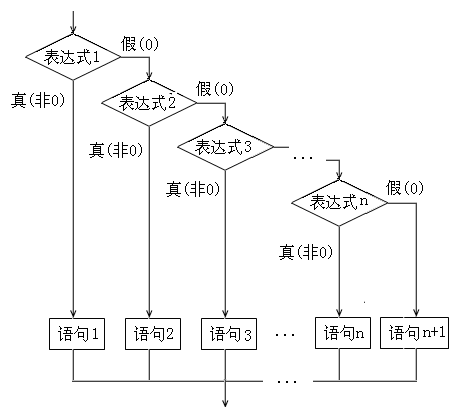 假(0)
表达式1
假(0)
真(非0)
表达式2
假(0)
真(非0)
表达式3
...
真(非0)
表达式n
假(0)
真(非0)
语句1
语句2
语句3
...
语句n
语句n+1
...